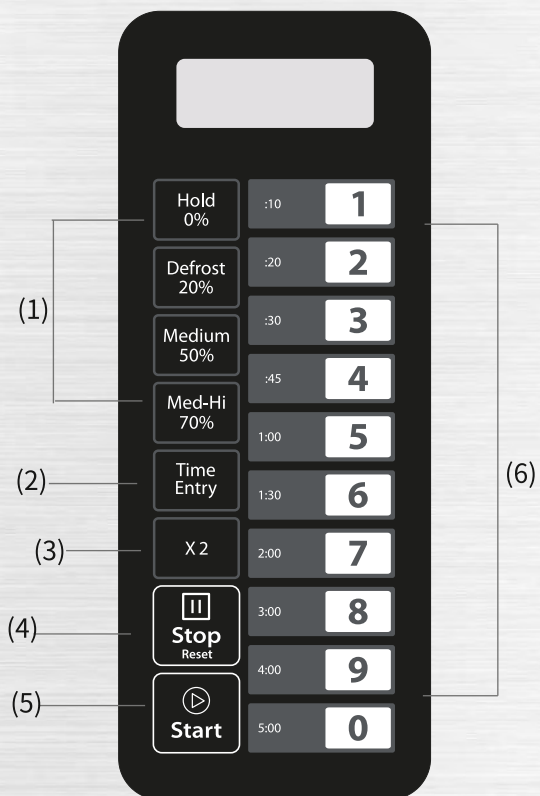 Hold
0%
Defrost
20%
Medium
50%
Med-Hi
70%
Time
Entry
X 2
Stop
Reset
Start
:10 1
:20 2
:30 3
:45 4
1:00 5
1:30 6
2:00 7
3:00 8
4:00 9
5:00 0
(1)
(2)
(3)
(4)
(5)
(6)